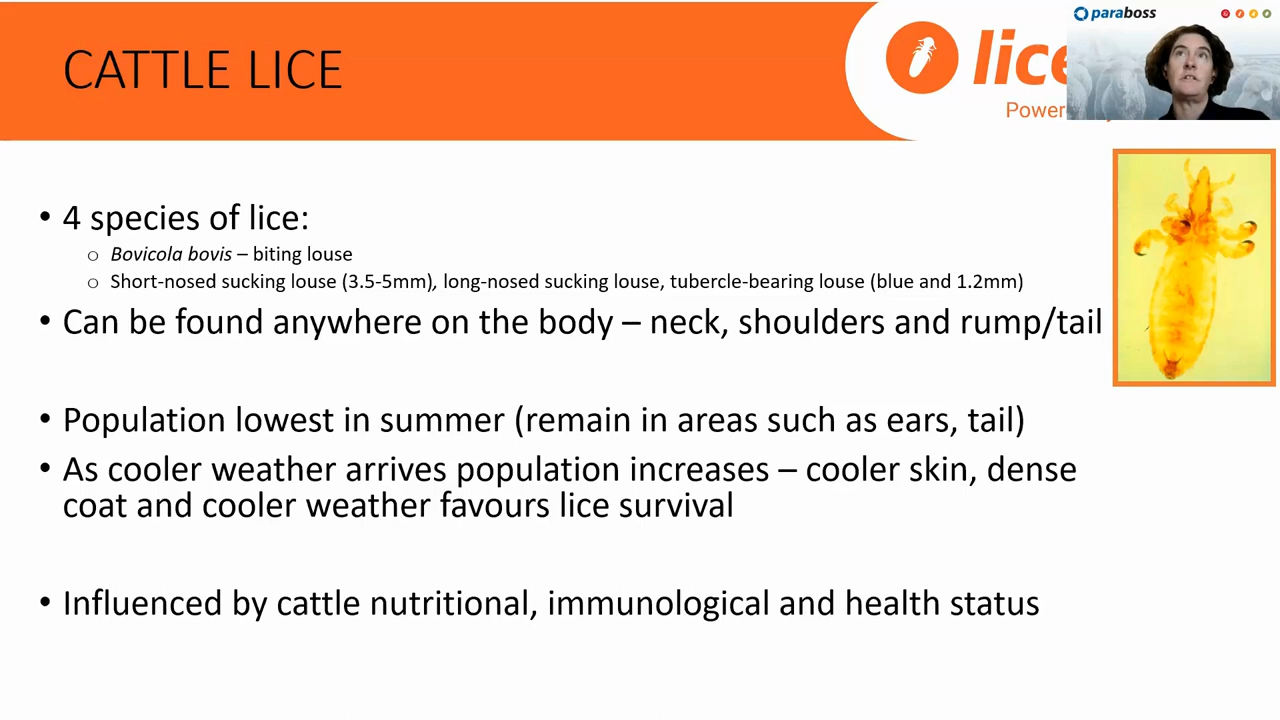 CATTLE LICE
lice
Power
paraboss
• 4 species of lice:
o Bovicola bovis – biting louse
o Short-nosed sucking louse (3.5-5mm), long-nosed sucking louse, tubercle-bearing louse (blue and 1.2mm)
• Can be found anywhere on the body – neck, shoulders and rump/tail
• Population lowest in summer (remain in areas such as ears, tail)
• As cooler weather arrives population increases – cooler skin, dense
coat and cooler weather favours lice survival
• Influenced by cattle nutritional, immunological and health status